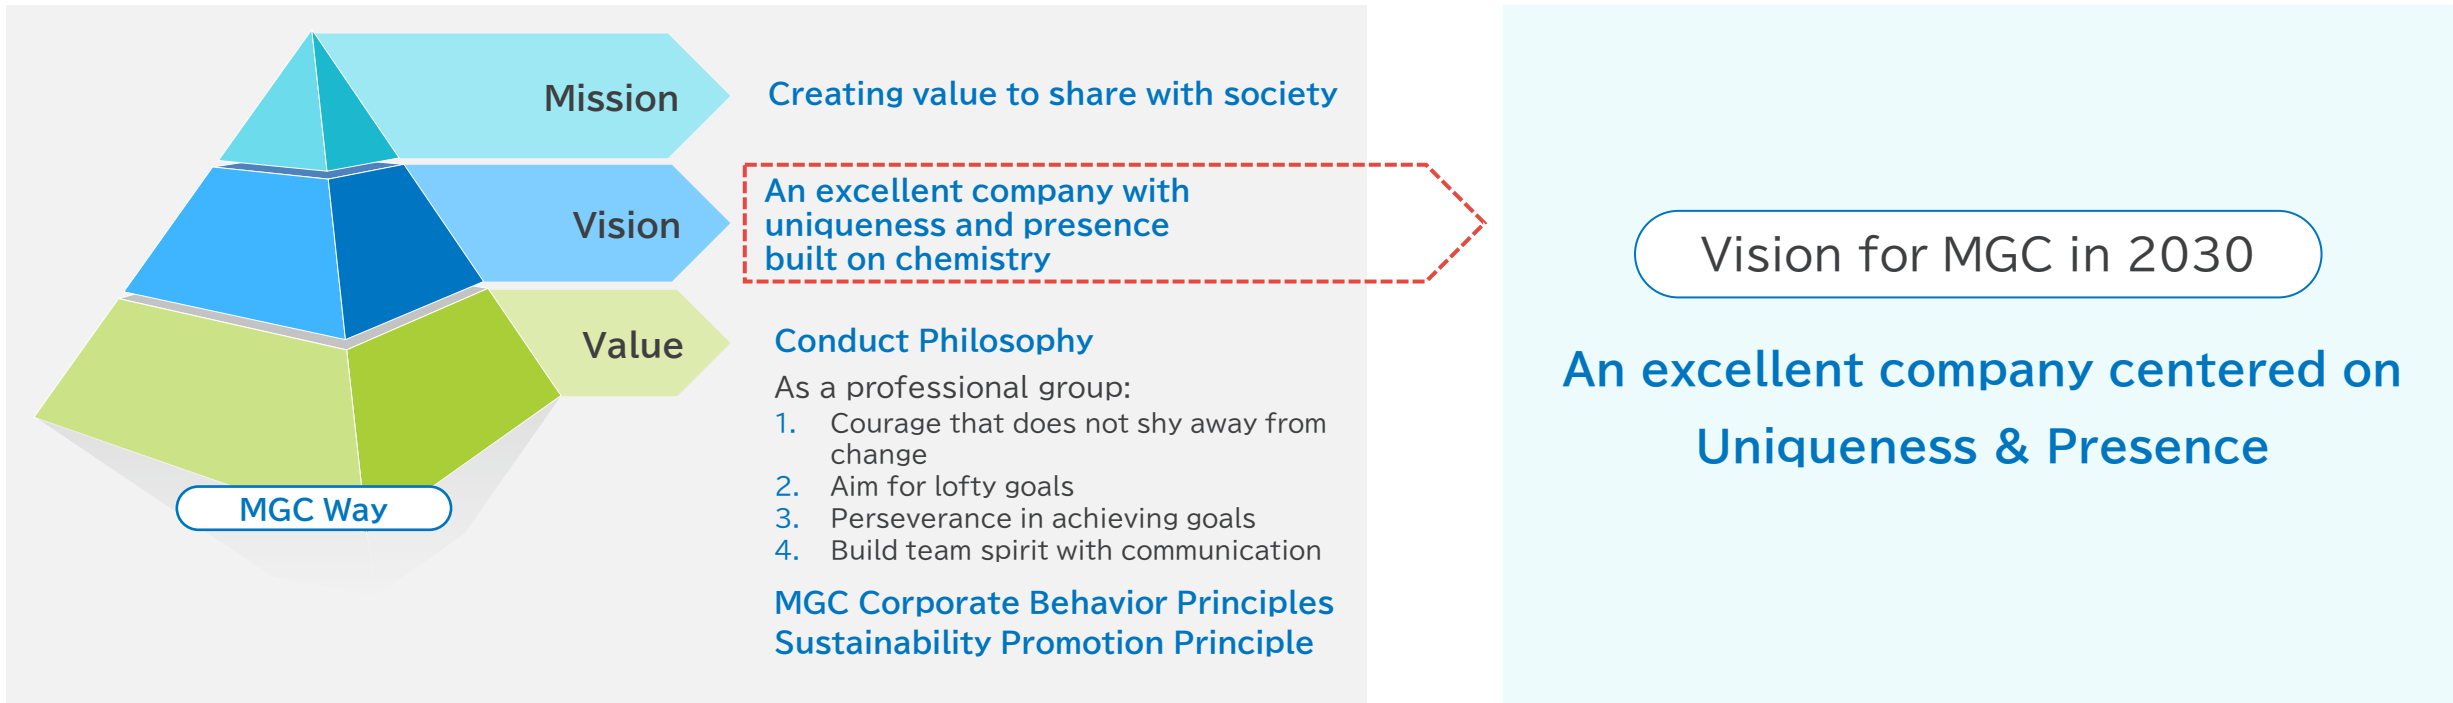 Mission
Creating value to share with society
Vision
An excellent company with
uniqueness and presence
built on chemistry
Value
Conduct Philosophy
As a professional group:
1. Courage that does not shy away from
change
2. Aim for lofty goals
3. Perseverance in achieving goals
4. Build team spirit with communication
MGC Corporate Behavior Principles
Sustainability Promotion Principle
MGC Way
Vision for MGC in 2030
An excellent company centered on
Uniqueness & Presence